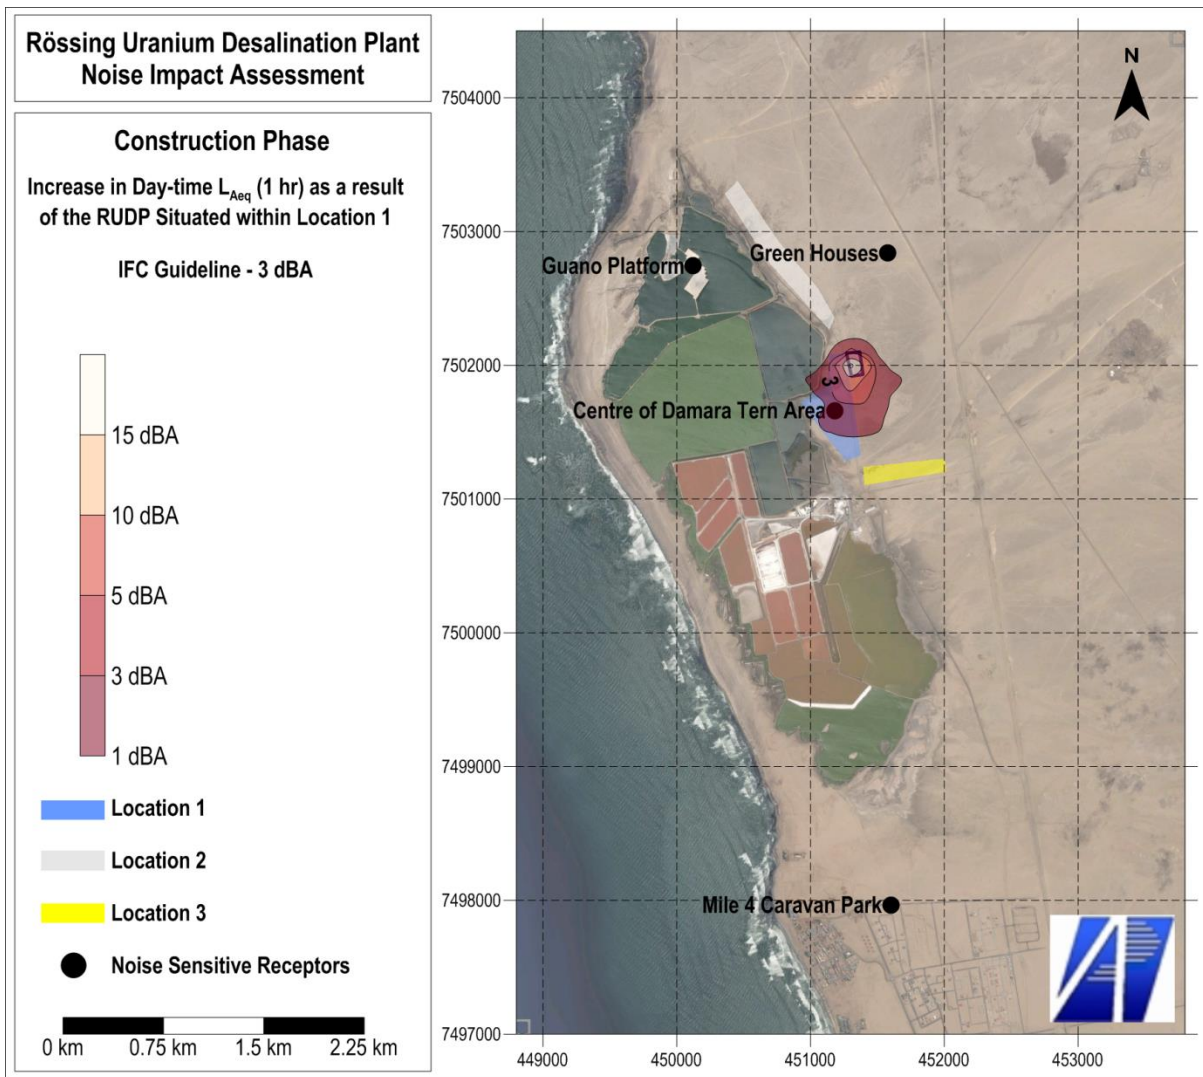 Rössing Uranium Desalination Plant
Noise Impact Assessment
Construction Phase
Increase in Day-time LAeq (1 hr) as a result
of the RUDP Situated within Location 1
IFC Guideline - 3 dBA
15 dBA
10 dBA
5 dBA
3 dBA
1 dBA
Location 1
Location 2
Location 3
Noise Sensitive Receptors
0 km 0.75 km 1.5 km 2.25 km
N
7504000
7503000
7502000
7501000
7500000
7499000
7498000
7497000
Green Houses
Guano Platform
3
Centre of Damara Tern Area
Mile 4 Caravan Park
449000 450000 451000 452000 453000